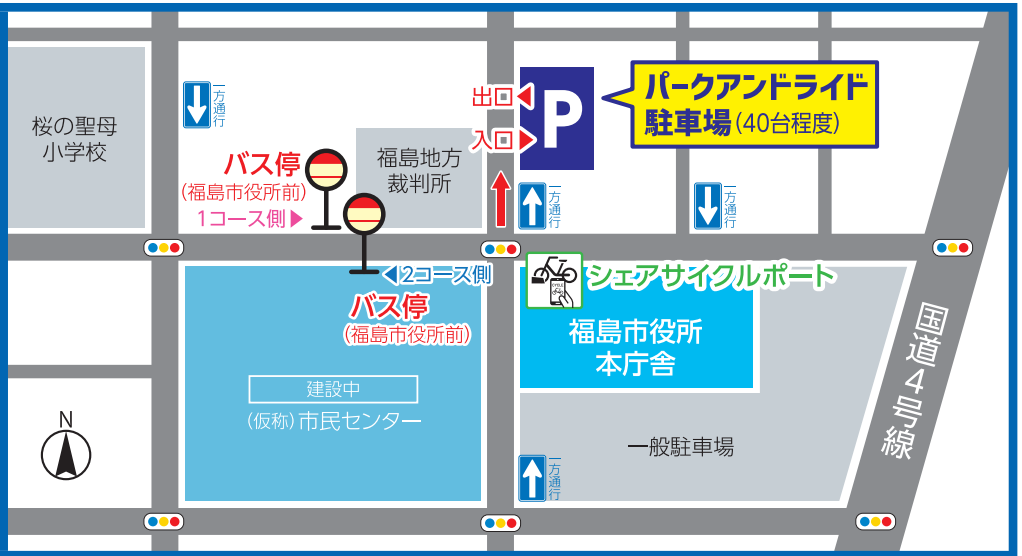 桜の聖母
小学校
一方通行
バス停
(福島市役所前)
1コース側
福島地方
裁判所
出口
入口
P
パークアンドライド
駐車場(40台程度)
一方通行
一方通行
2コース側
バス停
(福島市役所前)
CYCLE
シェアサイクルポート
福島市役所
本庁舎
国道4号線
建設中
(仮称)市民センター
一般駐車場
一方通行
N